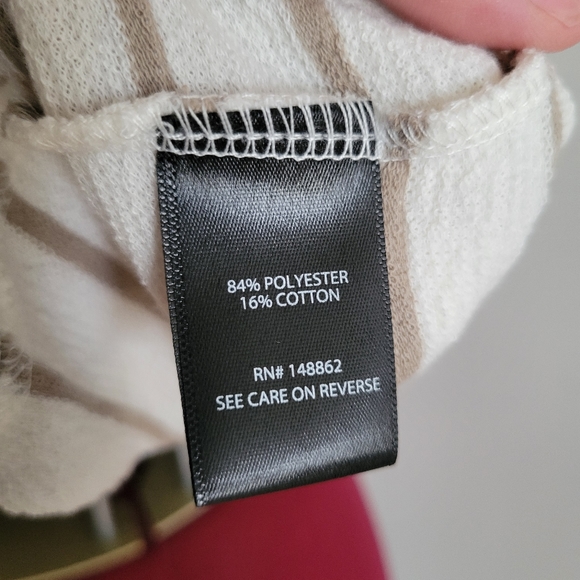 84% POLYESTER
16% COTTON
RN# 148862
SEE CARE ON REVERSE